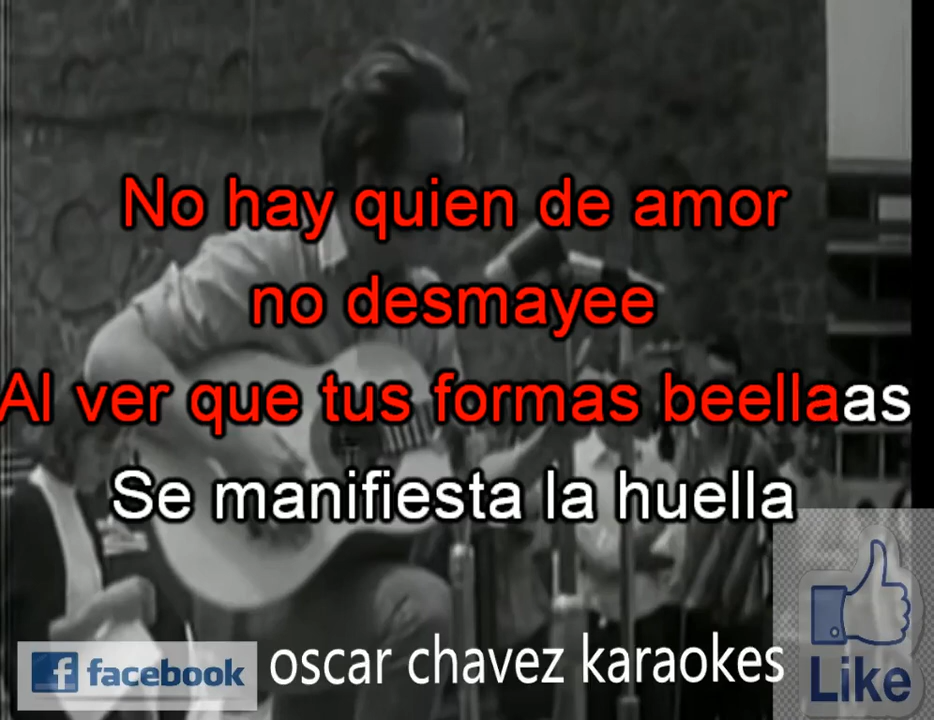 No hay quien de amor
no desmayee
Al ver que tus formas beellaas
Se manifiesta la huella
facebook oscar chavez karaokes
Like